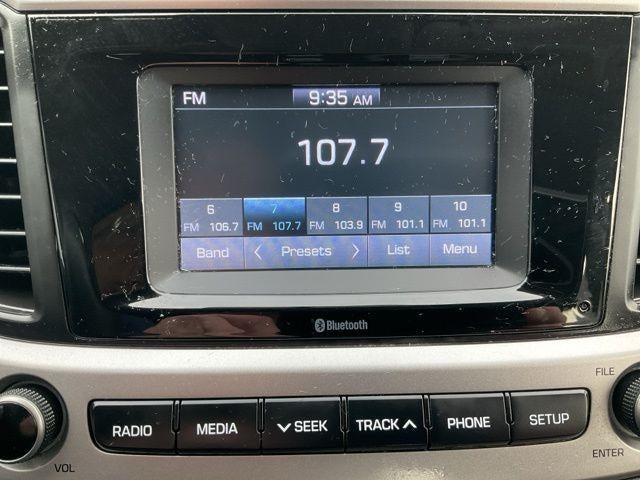 FM 9:35 AM
107.7
6 7 8 9 10
FM 106.7 FM 107.7 FM 103.9 FM 101.1 FM 101.1
Band < Presets > List Menu
Bluetooth
FILE
RADIO MEDIA SEEK TRACK PHONE SETUP
VOL ENTER